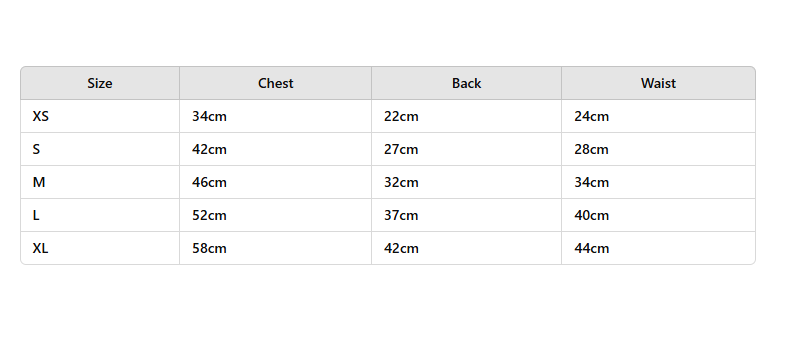 Size Chest Back Waist
XS 34cm 22cm 24cm
S 42cm 27cm 28cm
M 46cm 32cm 34cm
L 52cm 37cm 40cm
XL 58cm 42cm 44cm